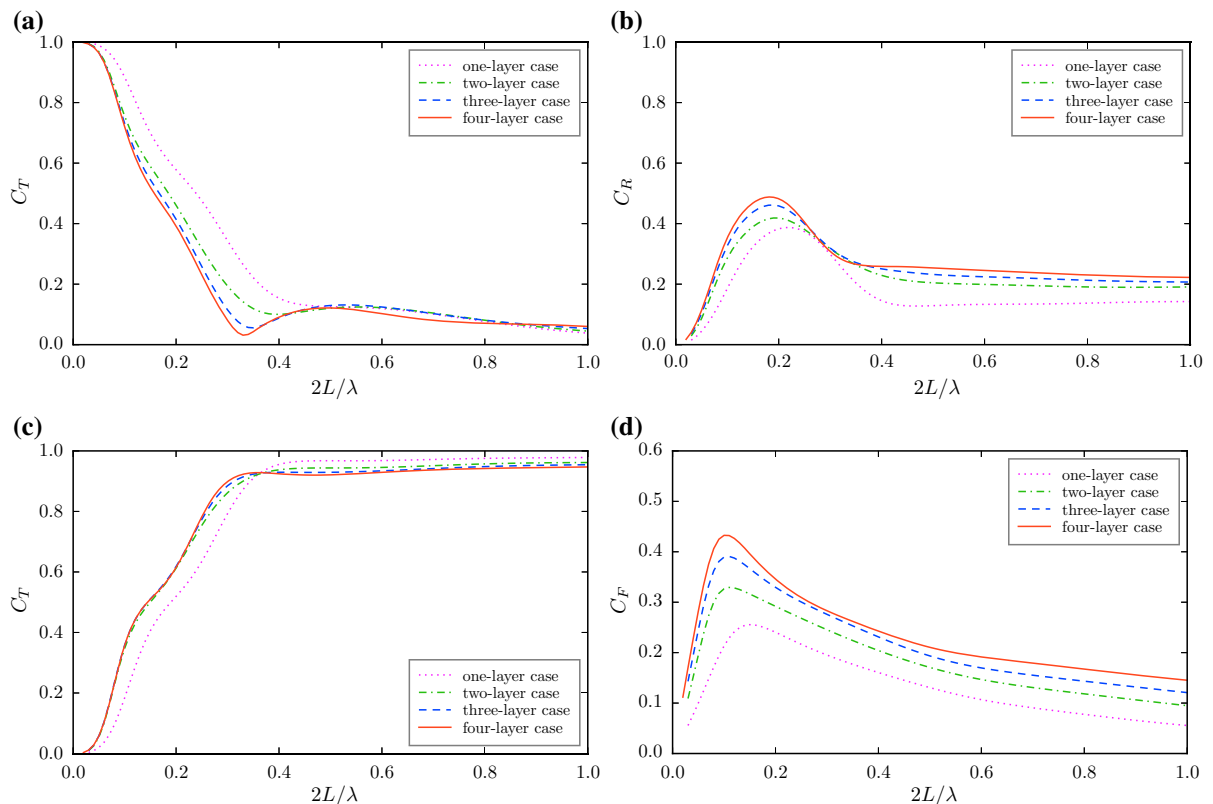 (a)
1.0
0.8
0.6
0.4
0.2
0.0
C_T
0.0 0.2 0.4 0.6 0.8 1.0
2L/λ
one-layer case
two-layer case
three-layer case
four-layer case
(b)
1.0
0.8
0.6
0.4
0.2
0.0
C_R
0.0 0.2 0.4 0.6 0.8 1.0
2L/λ
one-layer case
two-layer case
three-layer case
four-layer case
(c)
1.0
0.8
0.6
0.4
0.2
0.0
C_T
0.0 0.2 0.4 0.6 0.8 1.0
2L/λ
one-layer case
two-layer case
three-layer case
four-layer case
(d)
0.6
0.5
0.4
0.3
0.2
0.1
0.0
C_F
0.0 0.2 0.4 0.6 0.8 1.0
2L/λ
one-layer case
two-layer case
three-layer case
four-layer case